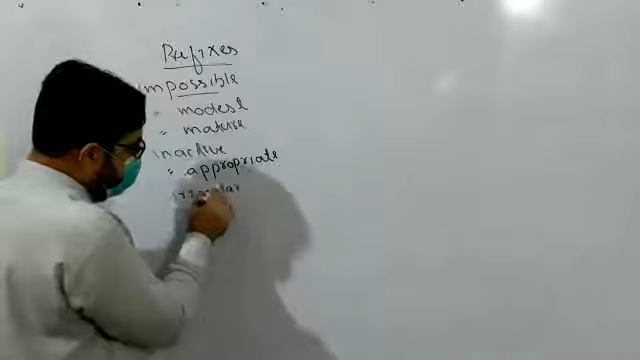 Prefixes
impossible
" modest
" mature
inactive
" appropriate